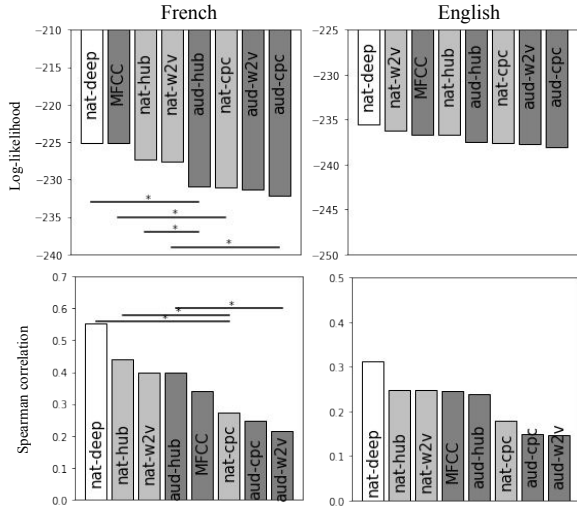 French
English
Log-likelihood
−210
−215
−220
−225
−230
−235
−240
nat-deep
MFCC
nat-hub
nat-w2v
aud-hub
nat-cpc
aud-w2v
aud-cpc
*
*
*
*
−225
−230
−235
−240
−245
−250
nat-deep
nat-w2v
MFCC
nat-hub
aud-hub
nat-cpc
aud-w2v
aud-cpc
Spearman correlation
0.7
0.6
0.5
0.4
0.3
0.2
0.1
0.0
nat-deep
nat-hub
nat-w2v
aud-hub
MFCC
nat-cpc
aud-cpc
aud-w2v
*
*
*
0.5
0.4
0.3
0.2
0.1
0.0
nat-deep
nat-hub
nat-w2v
MFCC
aud-hub
nat-cpc
aud-cpc
aud-w2v